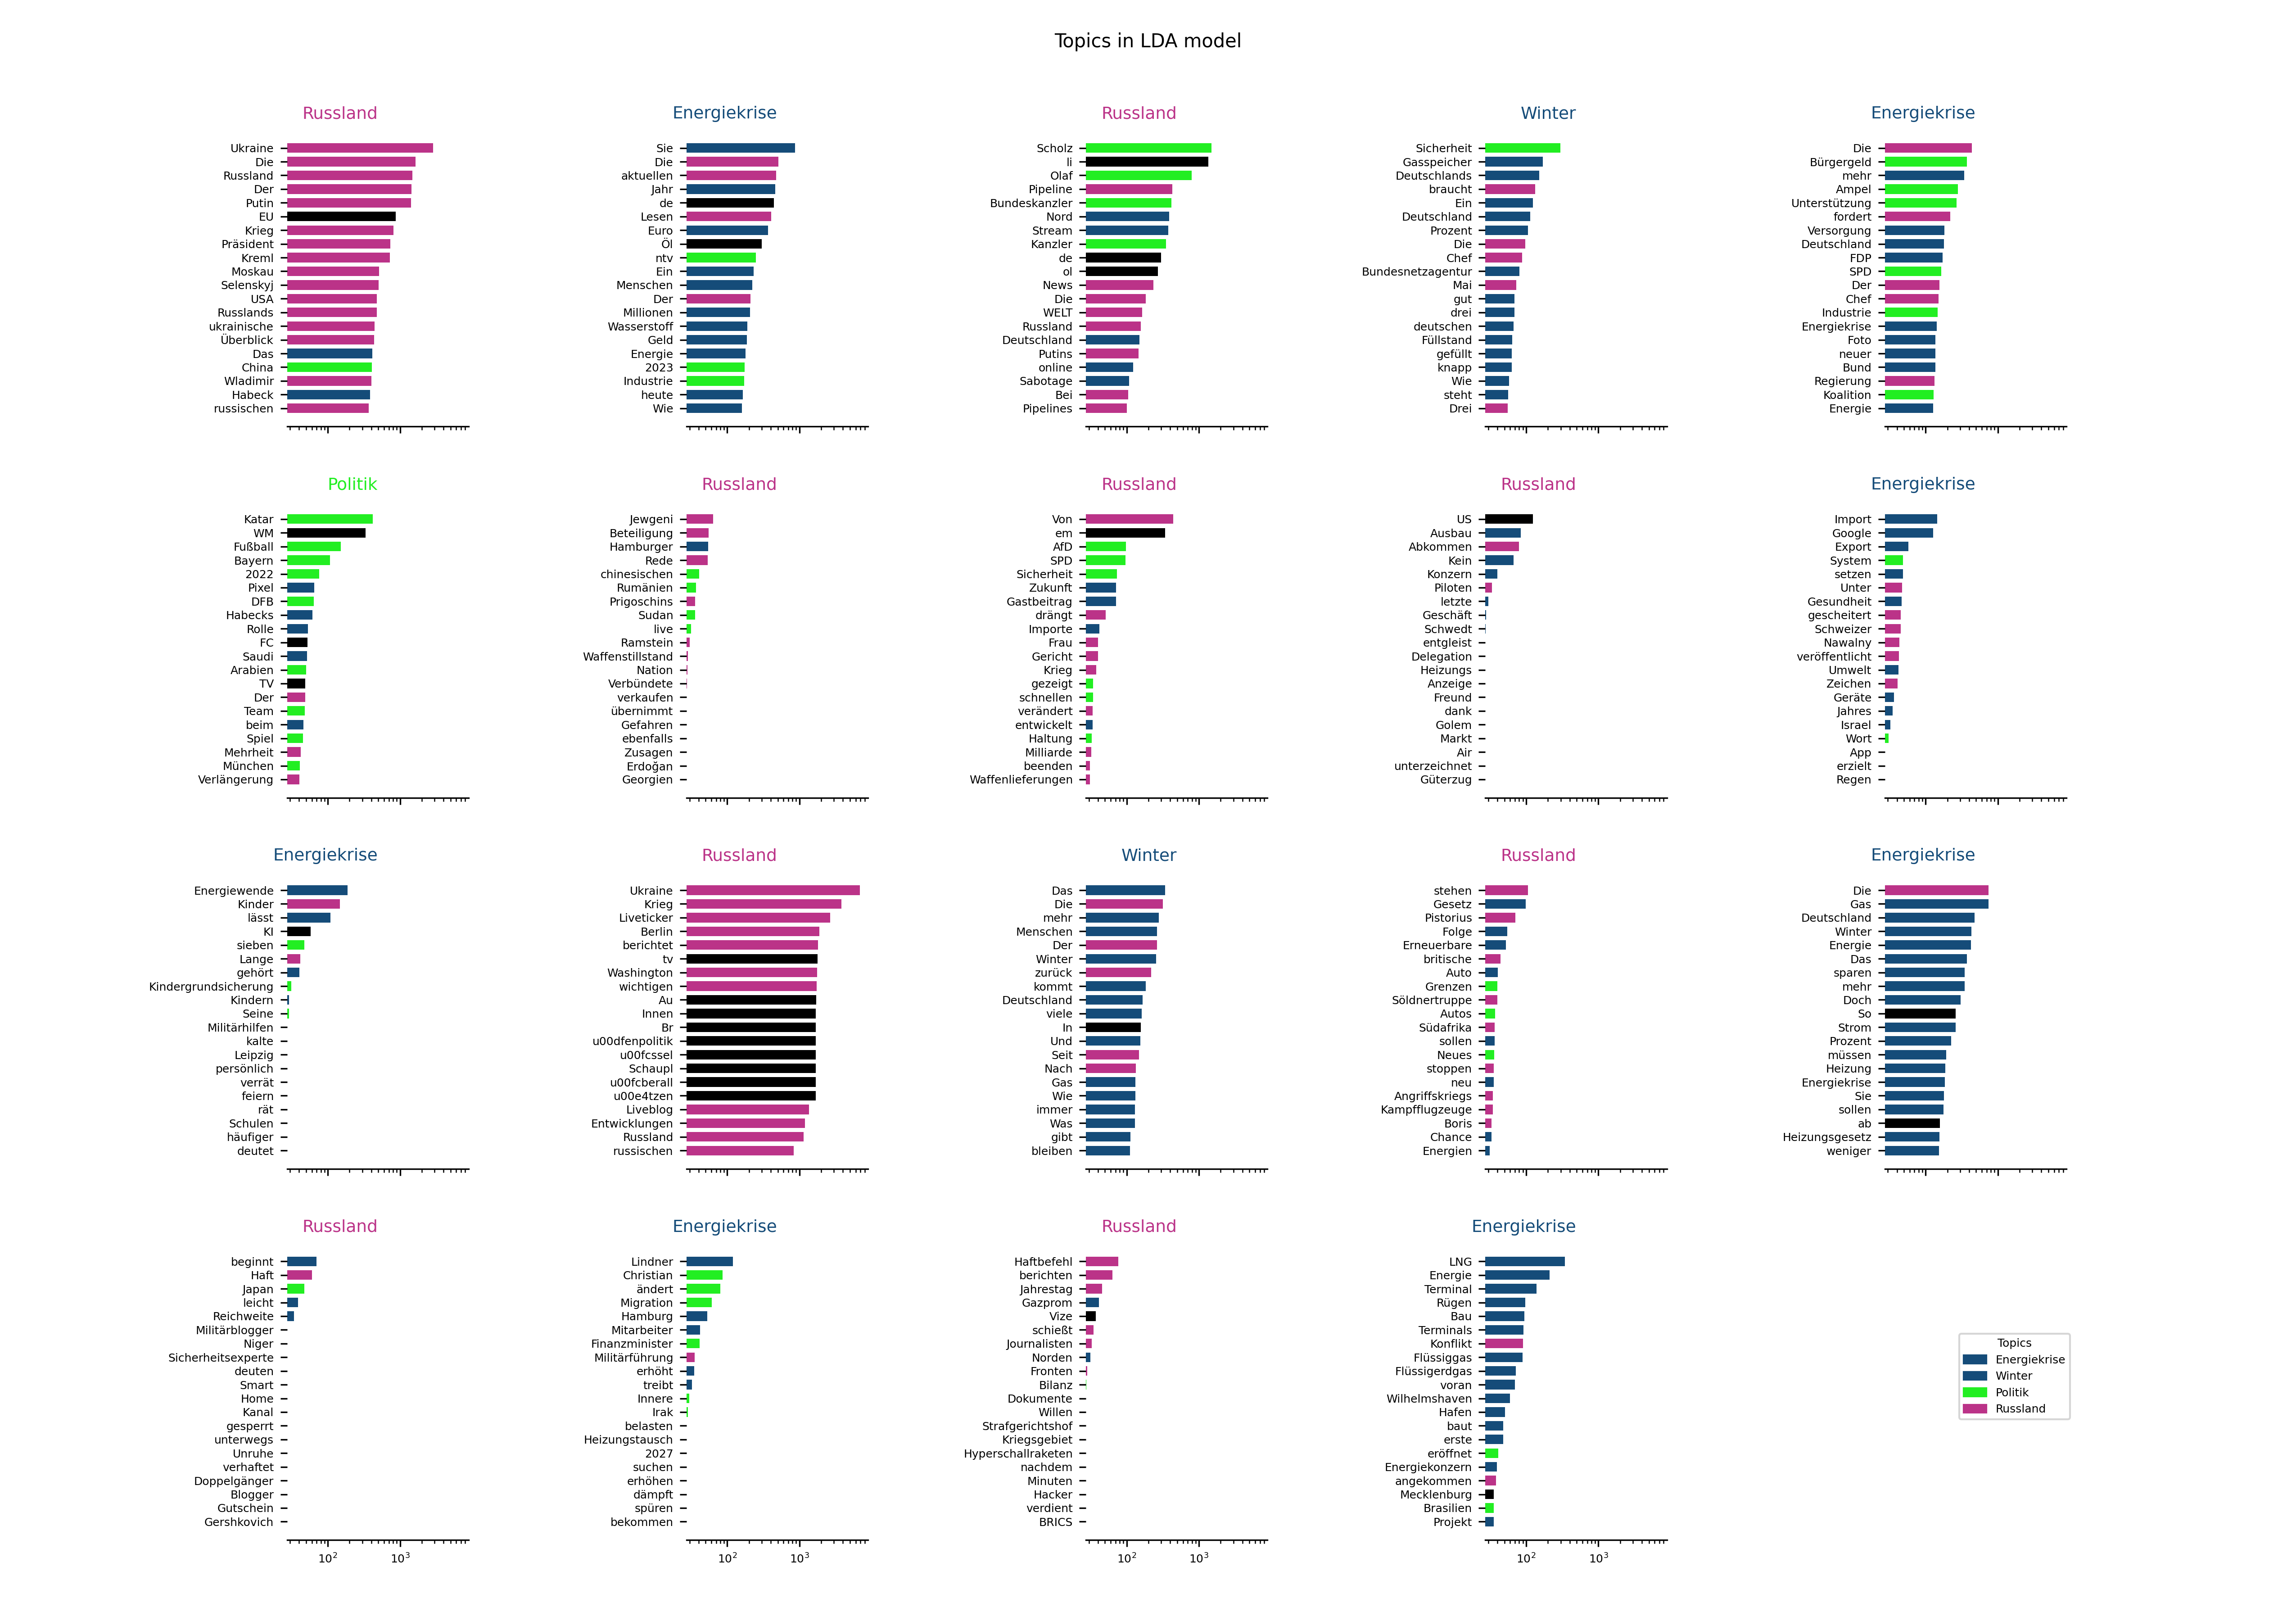 Topics in LDA model
Russland
Ukraine
Die
Russland
Der
Putin
EU
Krieg
Präsident
Kreml
Moskau
Selenskyj
USA
Russlands
ukrainische
Überblick
Das
China
Wladimir
Habeck
russischen
Energiekrise
Sie
Die
aktuellen
Jahr
de
Lesen
Euro
Öl
ntv
Ein
Menschen
Der
Millionen
Wasserstoff
Geld
Energie
2023
Industrie
heute
Wie
Russland
Scholz
li
Olaf
Pipeline
Bundeskanzler
Nord
Stream
Kanzler
de
ol
News
Die
WELT
Russland
Deutschland
Putins
online
Sabotage
Bei
Pipelines
Winter
Sicherheit
Gasspeicher
Deutschlands
braucht
Ein
Deutschland
Prozent
Die
Chef
Bundesnetzagentur
Mai
gut
drei
deutschen
Füllstand
gefüllt
knapp
Wie
steht
Drei
Energiekrise
Die
Bürgergeld
mehr
Ampel
Unterstützung
fordert
Versorgung
Deutschland
FDP
SPD
Der
Chef
Industrie
Energiekrise
Foto
neuer
Bund
Regierung
Koalition
Energie
Politik
Katar
WM
Fußball
Bayern
2022
Pixel
DFB
Habecks
Rolle
FC
Saudi
Arabien
TV
Der
Team
beim
Spiel
Mehrheit
München
Verlängerung
Russland
Jewgeni
Beteiligung
Hamburger
Rede
chinesischen
Rumänien
Prigoschins
Sudan
live
Ramstein
Waffenstillstand
Nation
Verbündete
verkaufen
übernimmt
Gefahren
ebenfalls
Zusagen
Erdoğan
Georgien
Russland
Von
em
AfD
SPD
Sicherheit
Zukunft
Gastbeitrag
drängt
Importe
Frau
Gericht
Krieg
gezeigt
schnellen
verändert
entwickelt
Haltung
Milliarde
beenden
Waffenlieferungen
Russland
US
Ausbau
Abkommen
Kein
Konzern
Piloten
letzte
Geschäft
Schwedt
entgleist
Delegation
Heizungs
Anzeige
Freund
dank
Golem
Markt
Air
unterzeichnet
Güterzug
Energiekrise
Import
Google
Export
System
setzen
Unter
Gesundheit
gescheitert
Schweizer
Nawalny
veröffentlicht
Umwelt
Zeichen
Geräte
Jahres
Israel
Wort
App
erzielt
Regen
Energiekrise
Energiewende
Kinder
lässt
KI
sieben
Lange
gehört
Kindergrundsicherung
Kindern
Seine
Militärhilfen
kalte
Leipzig
persönlich
verrät
feiern
rät
Schulen
häufiger
deutet
Russland
Ukraine
Krieg
Liveticker
Berlin
berichtet
tv
Washington
wichtigen
Au
Innen
Br
u00dfenpolitik
u00fcssel
Schaupl
u00fcberall
u00e4tzen
Liveblog
Entwicklungen
Russland
russischen
Winter
Das
Die
mehr
Menschen
Der
Winter
zurück
kommt
Deutschland
viele
In
Und
Seit
Nach
Gas
Wie
immer
Was
gibt
bleiben
Russland
stehen
Gesetz
Pistorius
Folge
Erneuerbare
britische
Auto
Grenzen
Söldnertruppe
Autos
Südafrika
sollen
Neues
stoppen
neu
Angriffskriegs
Kampfflugzeuge
Boris
Chance
Energien
Energiekrise
Die
Gas
Deutschland
Winter
Energie
Das
sparen
mehr
Doch
So
Strom
Prozent
müssen
Heizung
Energiekrise
Sie
sollen
ab
Heizungsgesetz
weniger
Russland
beginnt
Haft
Japan
leicht
Reichweite
Militärblogger
Niger
Sicherheitsexperte
deuten
Smart
Home
Kanal
gesperrt
unterwegs
Unruhe
verhaftet
Doppelgänger
Blogger
Gutschein
Gershkovich
10² 10³
Energiekrise
Lindner
Christian
ändert
Migration
Hamburg
Mitarbeiter
Finanzminister
Militärführung
erhöht
treibt
Innere
Irak
belasten
Heizungstausch
2027
suchen
erhöhen
dämpft
spüren
bekommen
10² 10³
Russland
Haftbefehl
berichten
Jahrestag
Gazprom
Vize
schießt
Journalisten
Norden
Fronten
Bilanz
Dokumente
Willen
Strafgerichtshof
Kriegsgebiet
Hyperschallraketen
nachdem
Minuten
Hacker
verdient
BRICS
10² 10³
Energiekrise
LNG
Energie
Terminal
Rügen
Bau
Terminals
Konflikt
Flüssiggas
Flüssigerdgas
voran
Wilhelmshaven
Hafen
baut
erste
eröffnet
Energiekonzern
angekommen
Mecklenburg
Brasilien
Projekt
10² 10³
Topics
Energiekrise
Winter
Politik
Russland